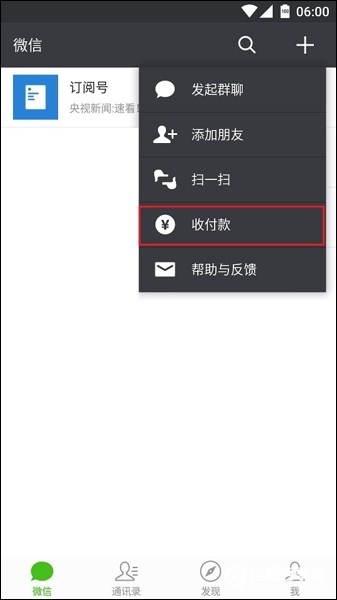 06:00
微信
订阅号
央视新闻:速看!
发起群聊
添加朋友
扫一扫
收付款
帮助与反馈
微信
通讯录
发现
我